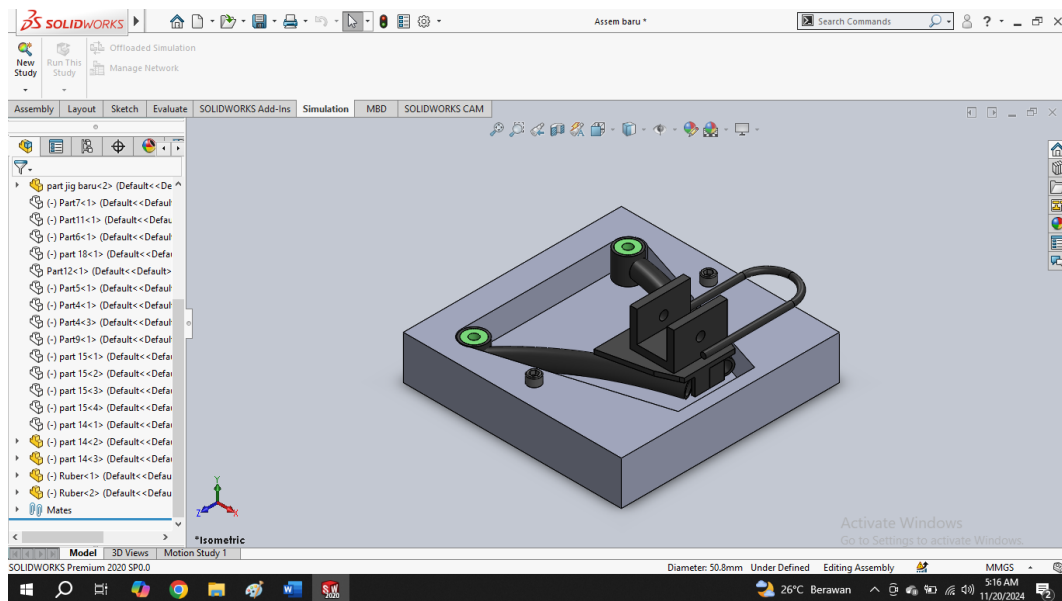 SOLIDWORKS
Assem baru *
Search Commands
New Study
Run This Study
Offloaded Simulation
Manage Network
Assembly Layout Sketch Evaluate SOLIDWORKS Add-Ins Simulation MBD SOLIDWORKS CAM
part jig baru<2> (Default<<De
(-) Part7<1> (Default<<Defaul
(-) Part11<1> (Default<<Defau
(-) Part6<1> (Default<<Defaul
(-) part 18<1> (Default<<Defa
Part12<1> (Default<<Default>
(-) Part5<1> (Default<<Defaul
(-) Part4<1> (Default<<Defaul
(-) Part4<3> (Default<<Defaul
(-) Part9<1> (Default<<Defaul
(-) part 15<1> (Default<<Defa
(-) part 15<2> (Default<<Defa
(-) part 15<3> (Default<<Defa
(-) part 15<4> (Default<<Defa
(-) part 14<1> (Default<<Defa
(-) part 14<2> (Default<<Defa
(-) part 14<3> (Default<<Defa
(-) Ruber<1> (Default<<Defau
(-) Ruber<2> (Default<<Defau
Mates
Y
Z X
*Isometric
Activate Windows
Go to Settings to activate Windows.
Model 3D Views Motion Study 1
SOLIDWORKS Premium 2020 SP0.0
Diameter: 50.8mm Under Defined Editing Assembly MMGS
26°C Berawan
5:16 AM
11/20/2024